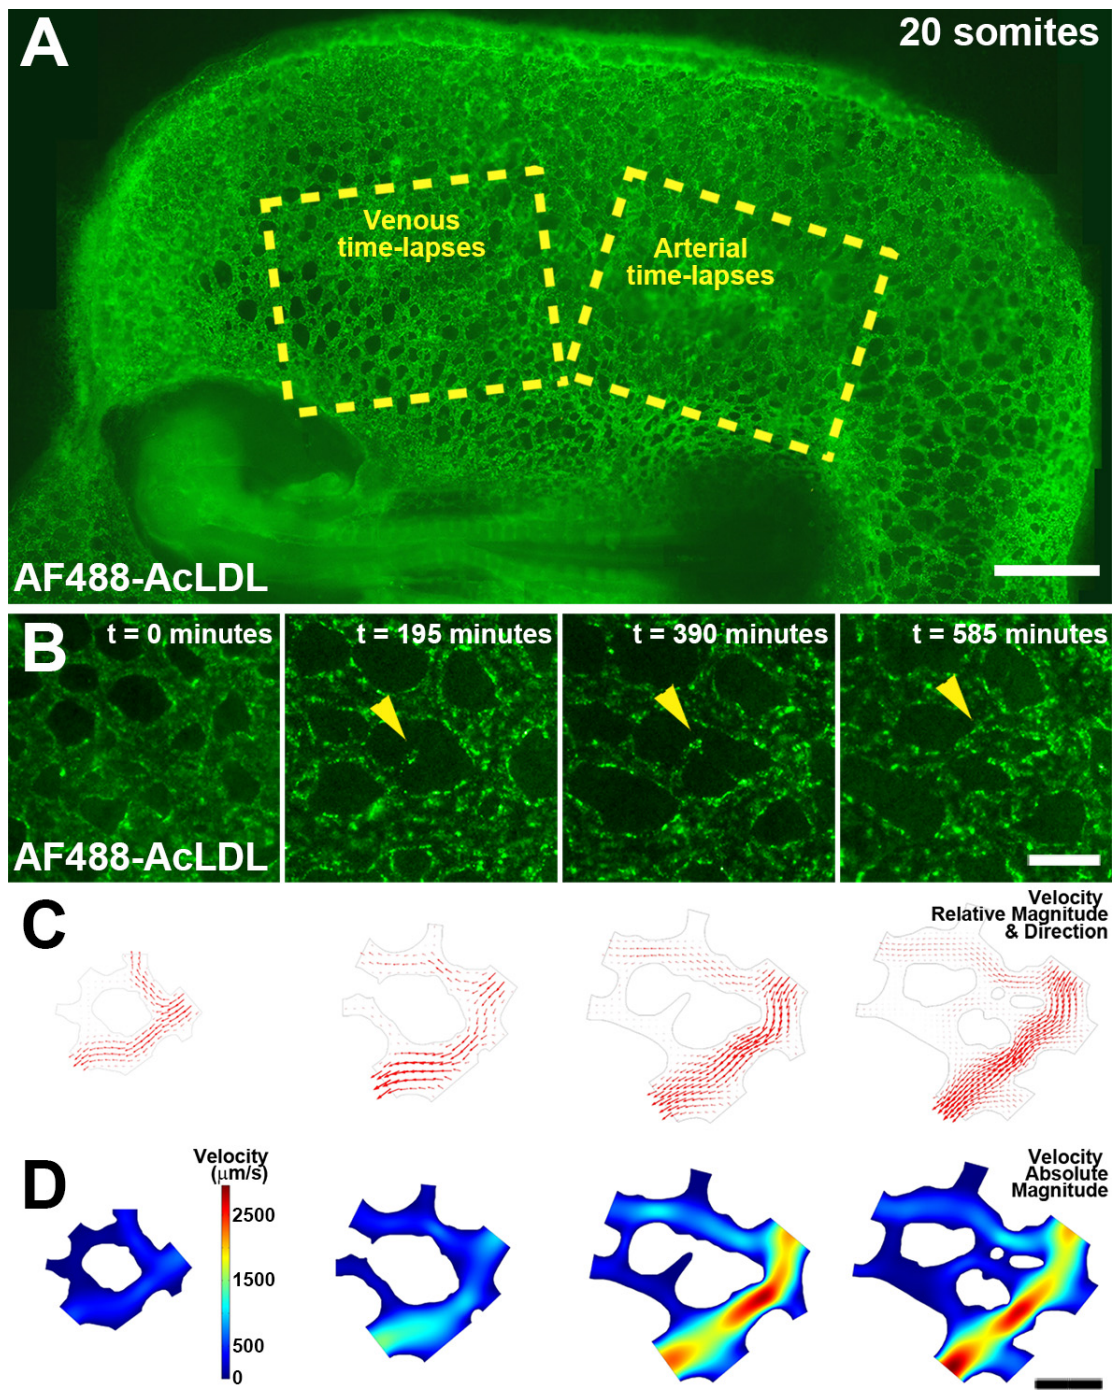 A
20 somites
Venous
time-lapses
Arterial
time-lapses
AF488-AcLDL
B
t = 0 minutes
t = 195 minutes
t = 390 minutes
t = 585 minutes
AF488-AcLDL
C
Velocity
Relative Magnitude
& Direction
D
Velocity
(μm/s)
2500
1500
500
0
Velocity
Absolute
Magnitude